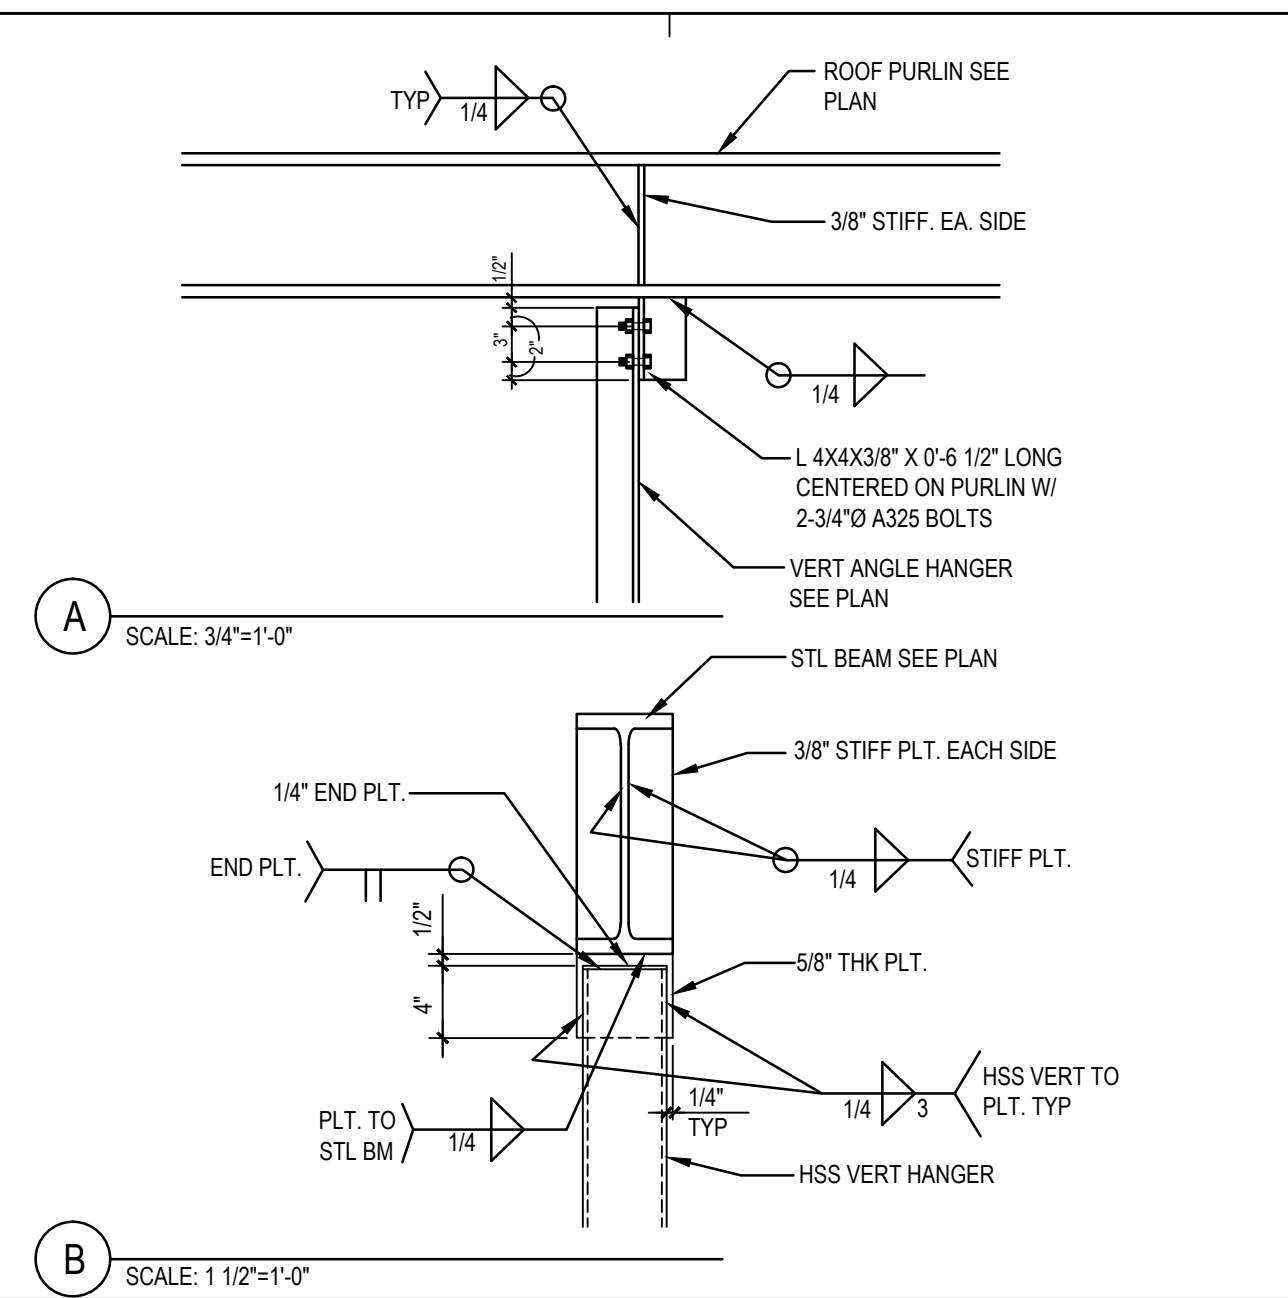 ROOF PURLIN SEE
PLAN
TYP
1/4
3/8" STIFF. EA. SIDE
1/2"
3"
2"
1/4
L 4X4X3/8" X 0'-6 1/2" LONG
CENTERED ON PURLIN W/
2-3/4"Ø A325 BOLTS
VERT ANGLE HANGER
SEE PLAN
A
SCALE: 3/4"=1'-0"
STL BEAM SEE PLAN
3/8" STIFF PLT. EACH SIDE
1/4" END PLT.
END PLT.
1/4
STIFF PLT.
1/2"
5/8" THK PLT.
4"
HSS VERT TO
PLT. TYP
1/4
3
1/4"
TYP
PLT. TO
STL BM
1/4
HSS VERT HANGER
B
SCALE: 1 1/2"=1'-0"